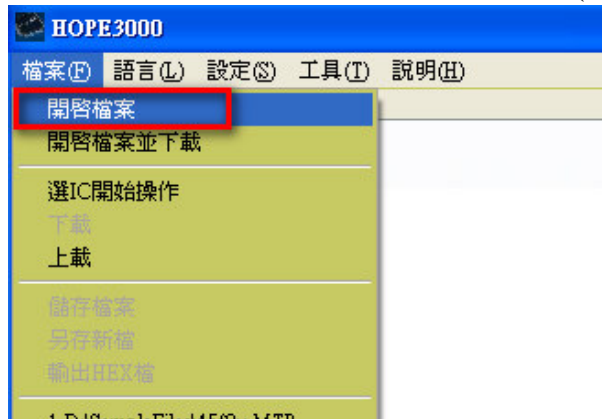 HOPE3000
檔案(F) 語言(L) 設定(S) 工具(T) 說明(H)
開啓檔案
開啓檔案並下載
選IC開始操作
下載
上載
儲存檔案
另存新檔
輸出HEX檔